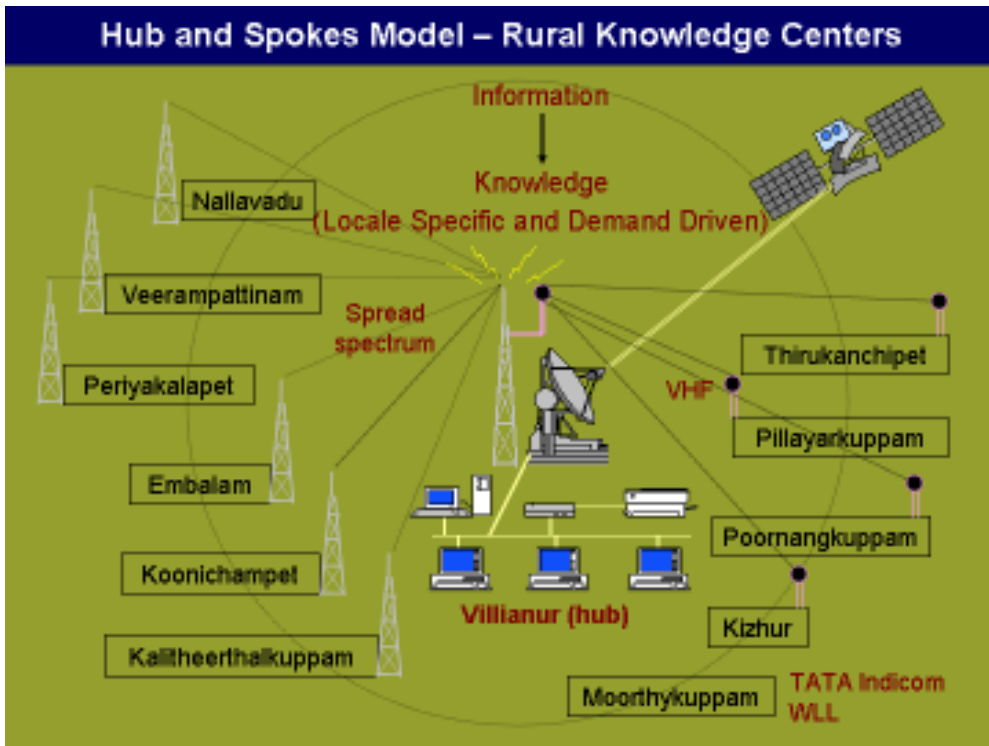 Hub and Spokes Model – Rural Knowledge Centers
Information
Knowledge
(Locale Specific and Demand Driven)
Nallavadu
Veerampattinam
Spread
spectrum
Periyakalapet
Embalam
Koonichampet
Kalitheerthalkuppam
Thirukanchipet
VHF
Pillayarkuppam
Poornangkuppam
Kizhur
Villianur (hub)
Moorthykuppam
TATA Indicom
WLL